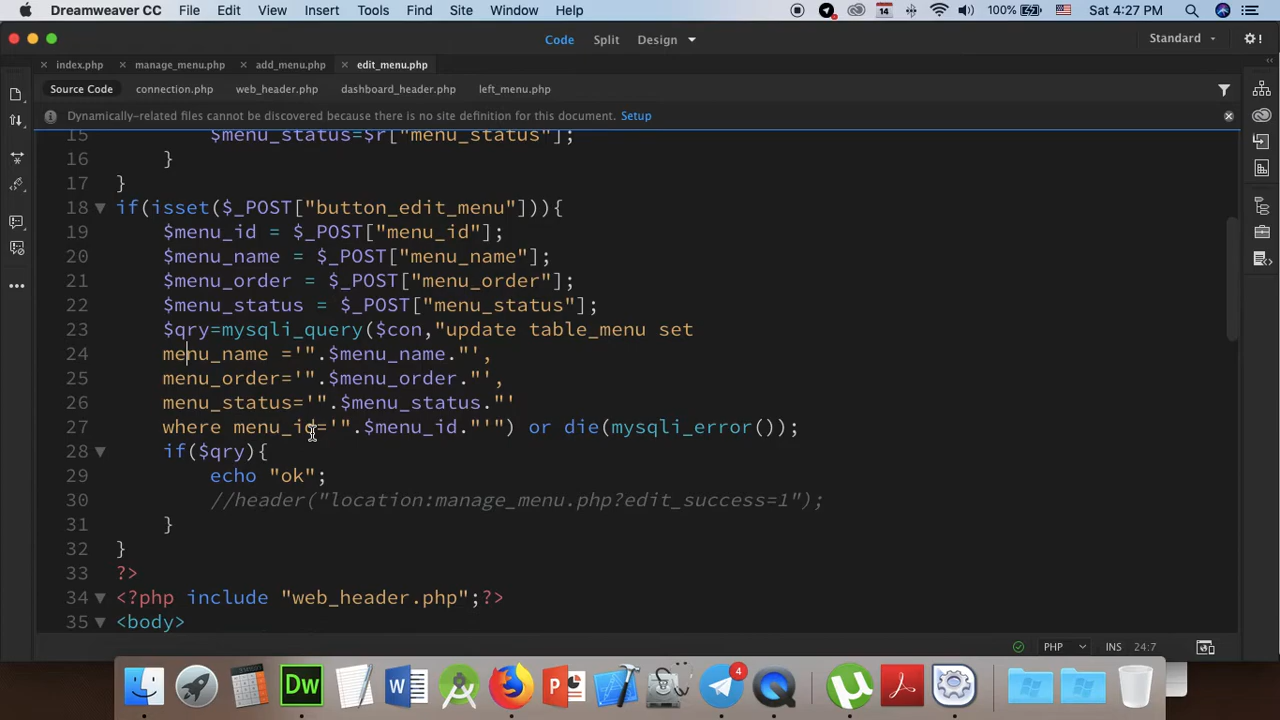 Dreamweaver CC File Edit View Insert Tools Find Site Window Help 14 100% Sat 4:27 PM
Code Split Design Standard
index.php manage_menu.php add_menu.php edit_menu.php
Source Code connection.php web_header.php dashboard_header.php left_menu.php
Dynamically-related files cannot be discovered because there is no site definition for this document. Setup
15 $menu_status=$r["menu_status"];
16 }
17 }
18 if(isset($_POST["button_edit_menu"])){
19 $menu_id = $_POST["menu_id"];
20 $menu_name = $_POST["menu_name"];
21 $menu_order = $_POST["menu_order"];
22 $menu_status = $_POST["menu_status"];
23 $qry=mysqli_query($con,"update table_menu set
24 menu_name ='".$menu_name."',
25 menu_order='".$menu_order."',
26 menu_status='".$menu_status."'
27 where menu_id='".$menu_id."'") or die(mysqli_error());
28 if($qry){
29 echo "ok";
30 //header("location:manage_menu.php?edit_success=1");
31 }
32 }
33 ?>
34 <?php include "web_header.php";?>
35 <body>
PHP INS 24:7
Dw W P 4